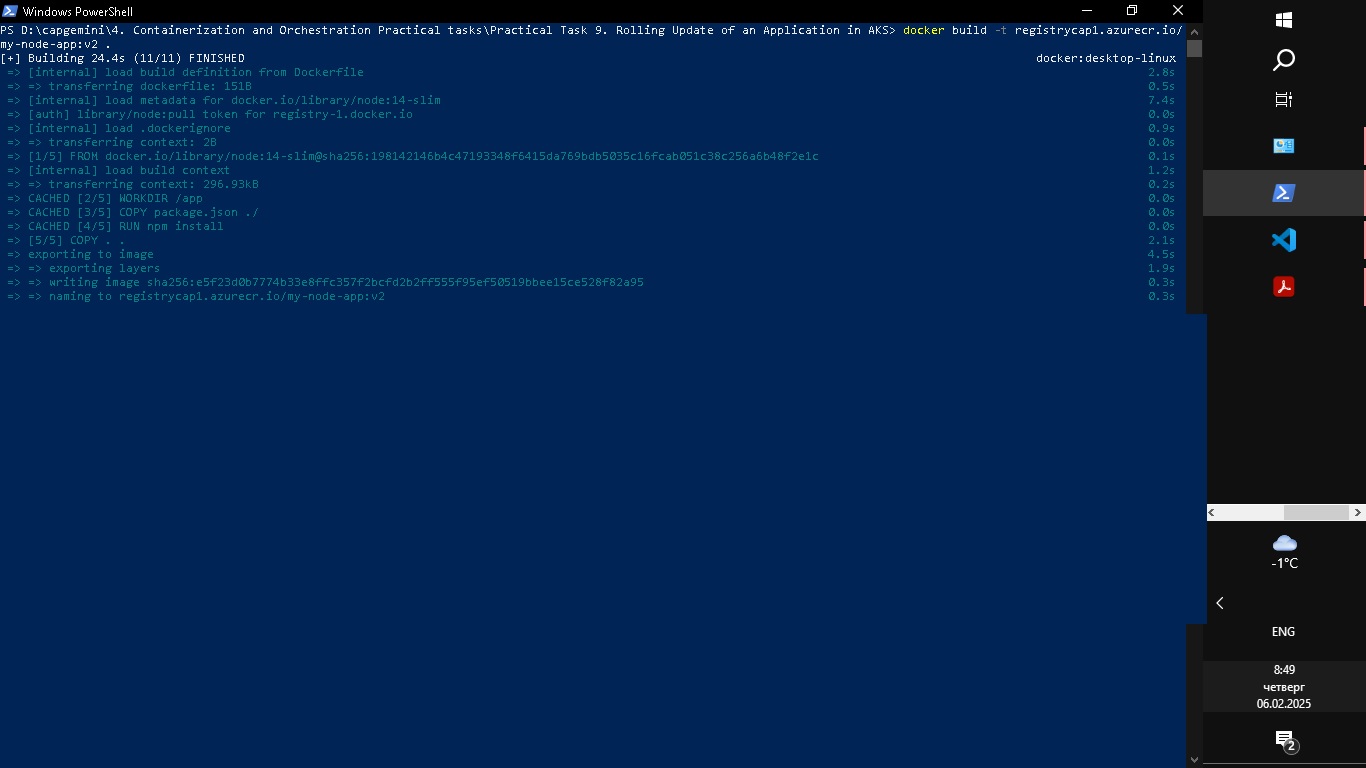 Windows PowerShell
PS D:\capgemini\4. Containerization and Orchestration Practical tasks\Practical Task 9. Rolling Update of an Application in AKS> docker build -t registrycap1.azurecr.io/
my-node-app:v2 .
[+] Building 24.4s (11/11) FINISHED docker:desktop-linux
=> [internal] load build definition from Dockerfile 2.8s
=> => transferring dockerfile: 151B 0.5s
=> [internal] load metadata for docker.io/library/node:14-slim 7.4s
=> [auth] library/node:pull token for registry-1.docker.io 0.0s
=> [internal] load .dockerignore 0.9s
=> => transferring context: 2B 0.0s
=> [1/5] FROM docker.io/library/node:14-slim@sha256:198142146b4c47193348f6415da769bdb5035c16fcab051c38c256a6b48f2e1c 0.1s
=> [internal] load build context 1.2s
=> => transferring context: 296.93kB 0.2s
=> CACHED [2/5] WORKDIR /app 0.0s
=> CACHED [3/5] COPY package.json ./ 0.0s
=> CACHED [4/5] RUN npm install 0.0s
=> [5/5] COPY . . 2.1s
=> exporting to image 4.5s
=> => exporting layers 1.9s
=> => writing image sha256:e5f23d0b7774b33e8ffc357f2bcfd2b2ff555f95ef50519bbee15ce528f82a95 0.3s
=> => naming to registrycap1.azurecr.io/my-node-app:v2 0.3s
-1°C
ENG
8:49
четверг
06.02.2025
2